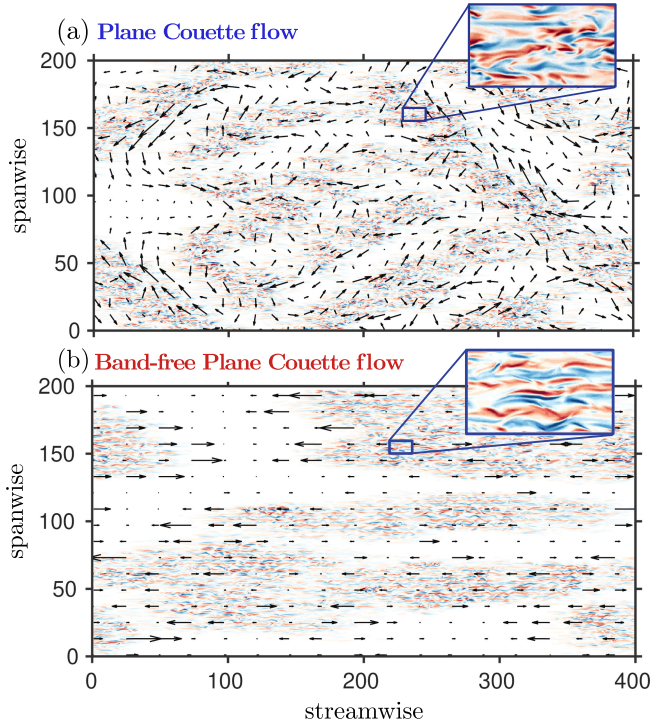 (a) Plane Couette flow
200
150
100
50
0
spanwise
(b) Band-free Plane Couette flow
200
150
100
50
0
spanwise
0 100 200 300 400
streamwise